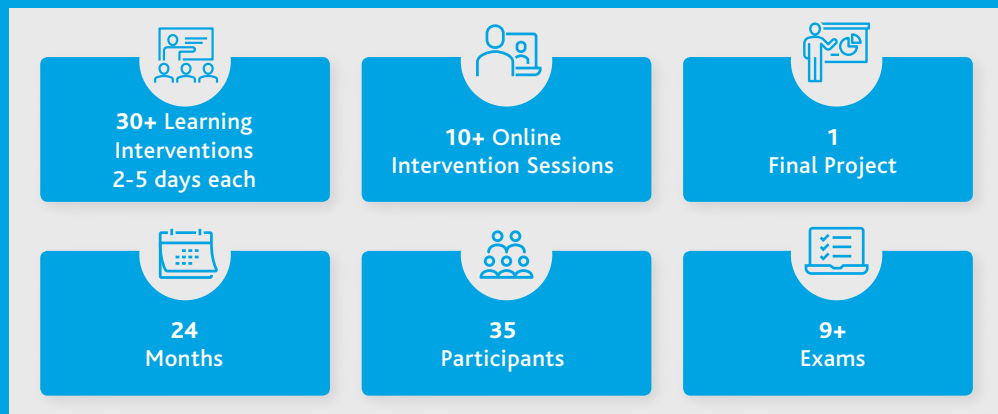 30+ Learning
Interventions
2-5 days each
10+ Online
Intervention Sessions
1
Final Project
24
Months
35
Participants
9+
Exams